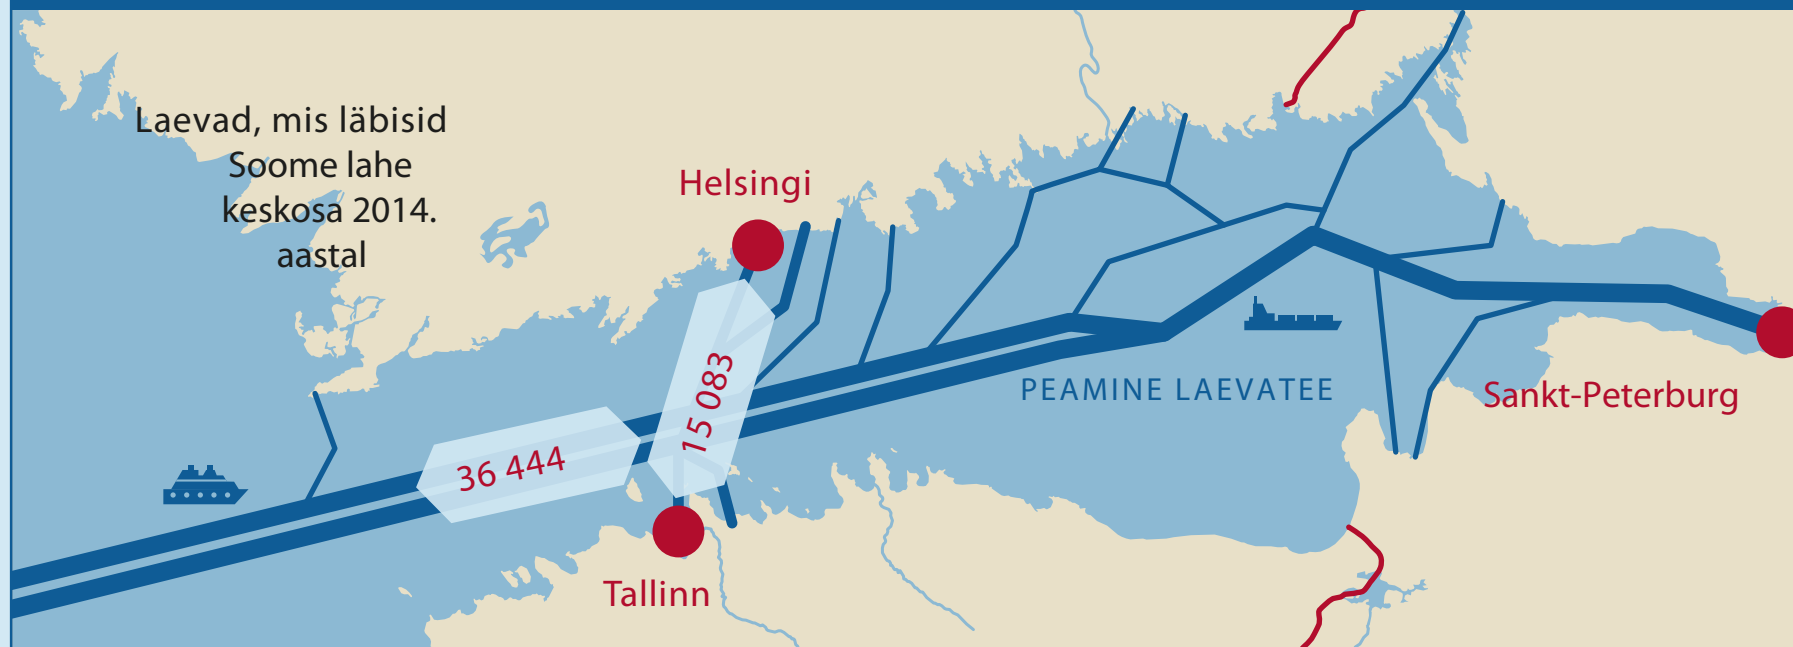 Laevad, mis läbisid
Soome lahe
keskosa 2014.
aastal
Helsingi
15 083
36 444
PEAMINE LAEVATEE
Sankt-Peterburg
Tallinn